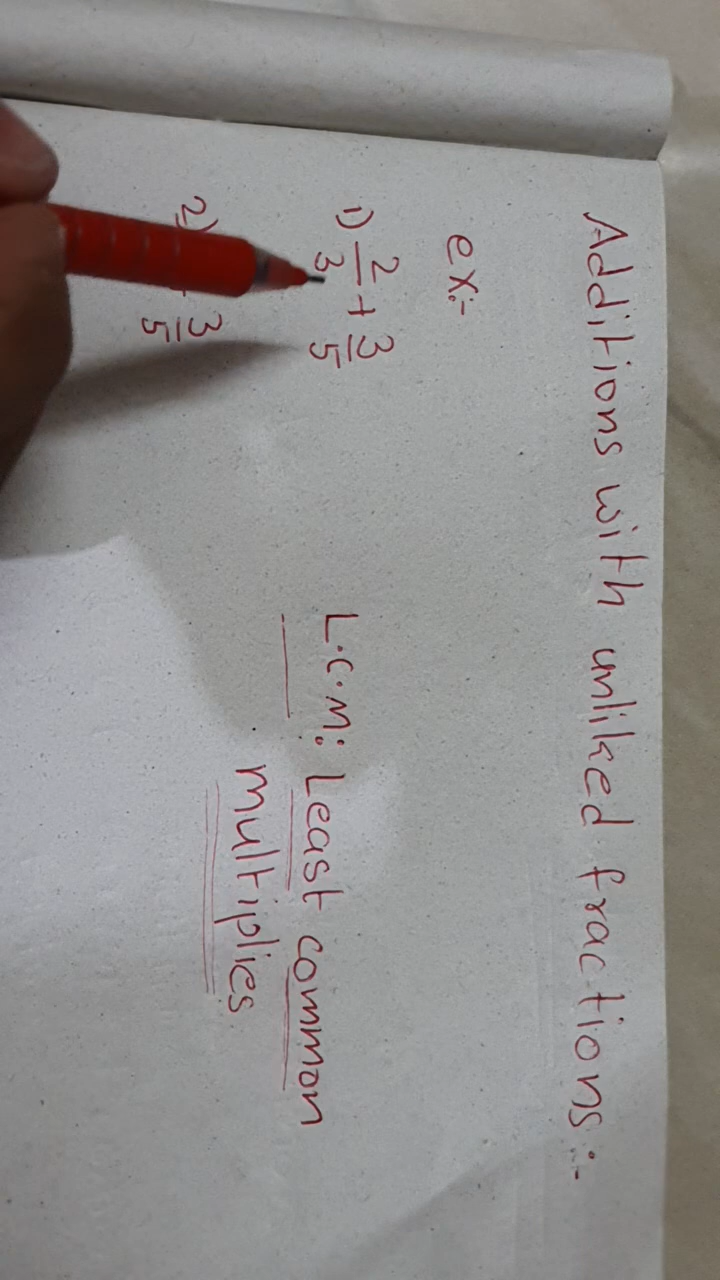 Additions with unliked fractions:-
ex:-
1) 2/3 + 3/5
L.C.M: Least common
multiplies
2) 3/5